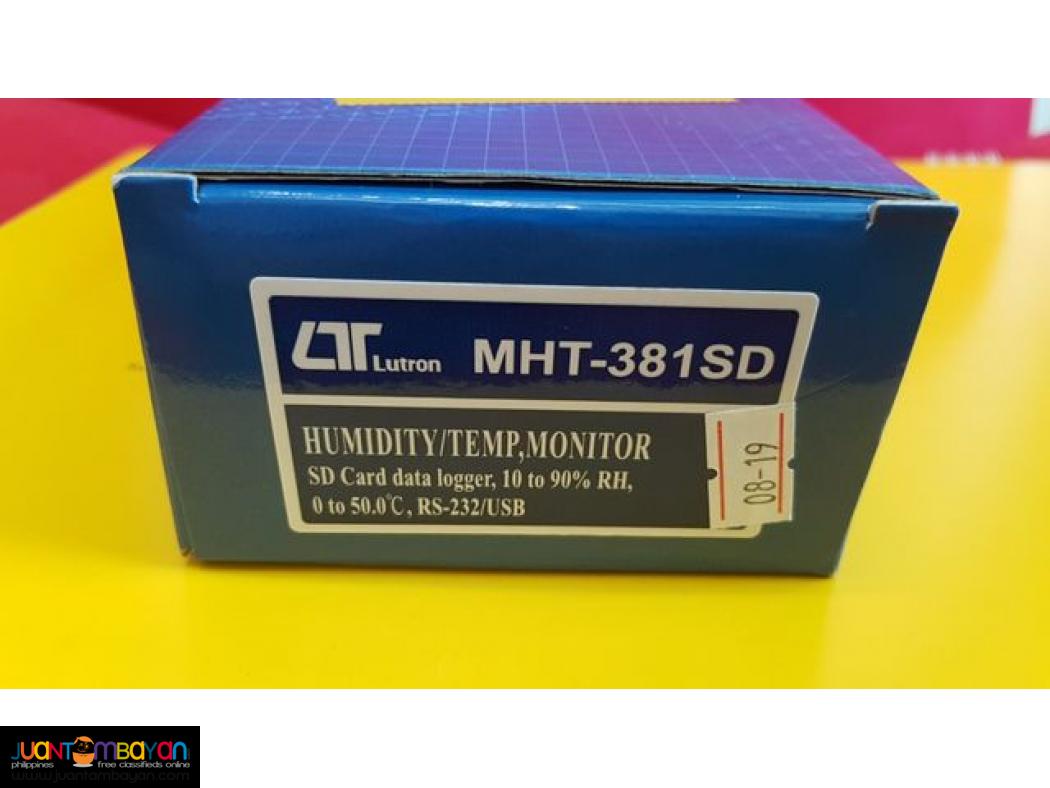 LT Lutron MHT-381SD
HUMIDITY/TEMP,MONITOR
SD Card data logger, 10 to 90% RH,
0 to 50.0℃, RS-232/USB
08-19
JUANTAMBAYAN
philippines free classifieds online
www.juantambayan.com